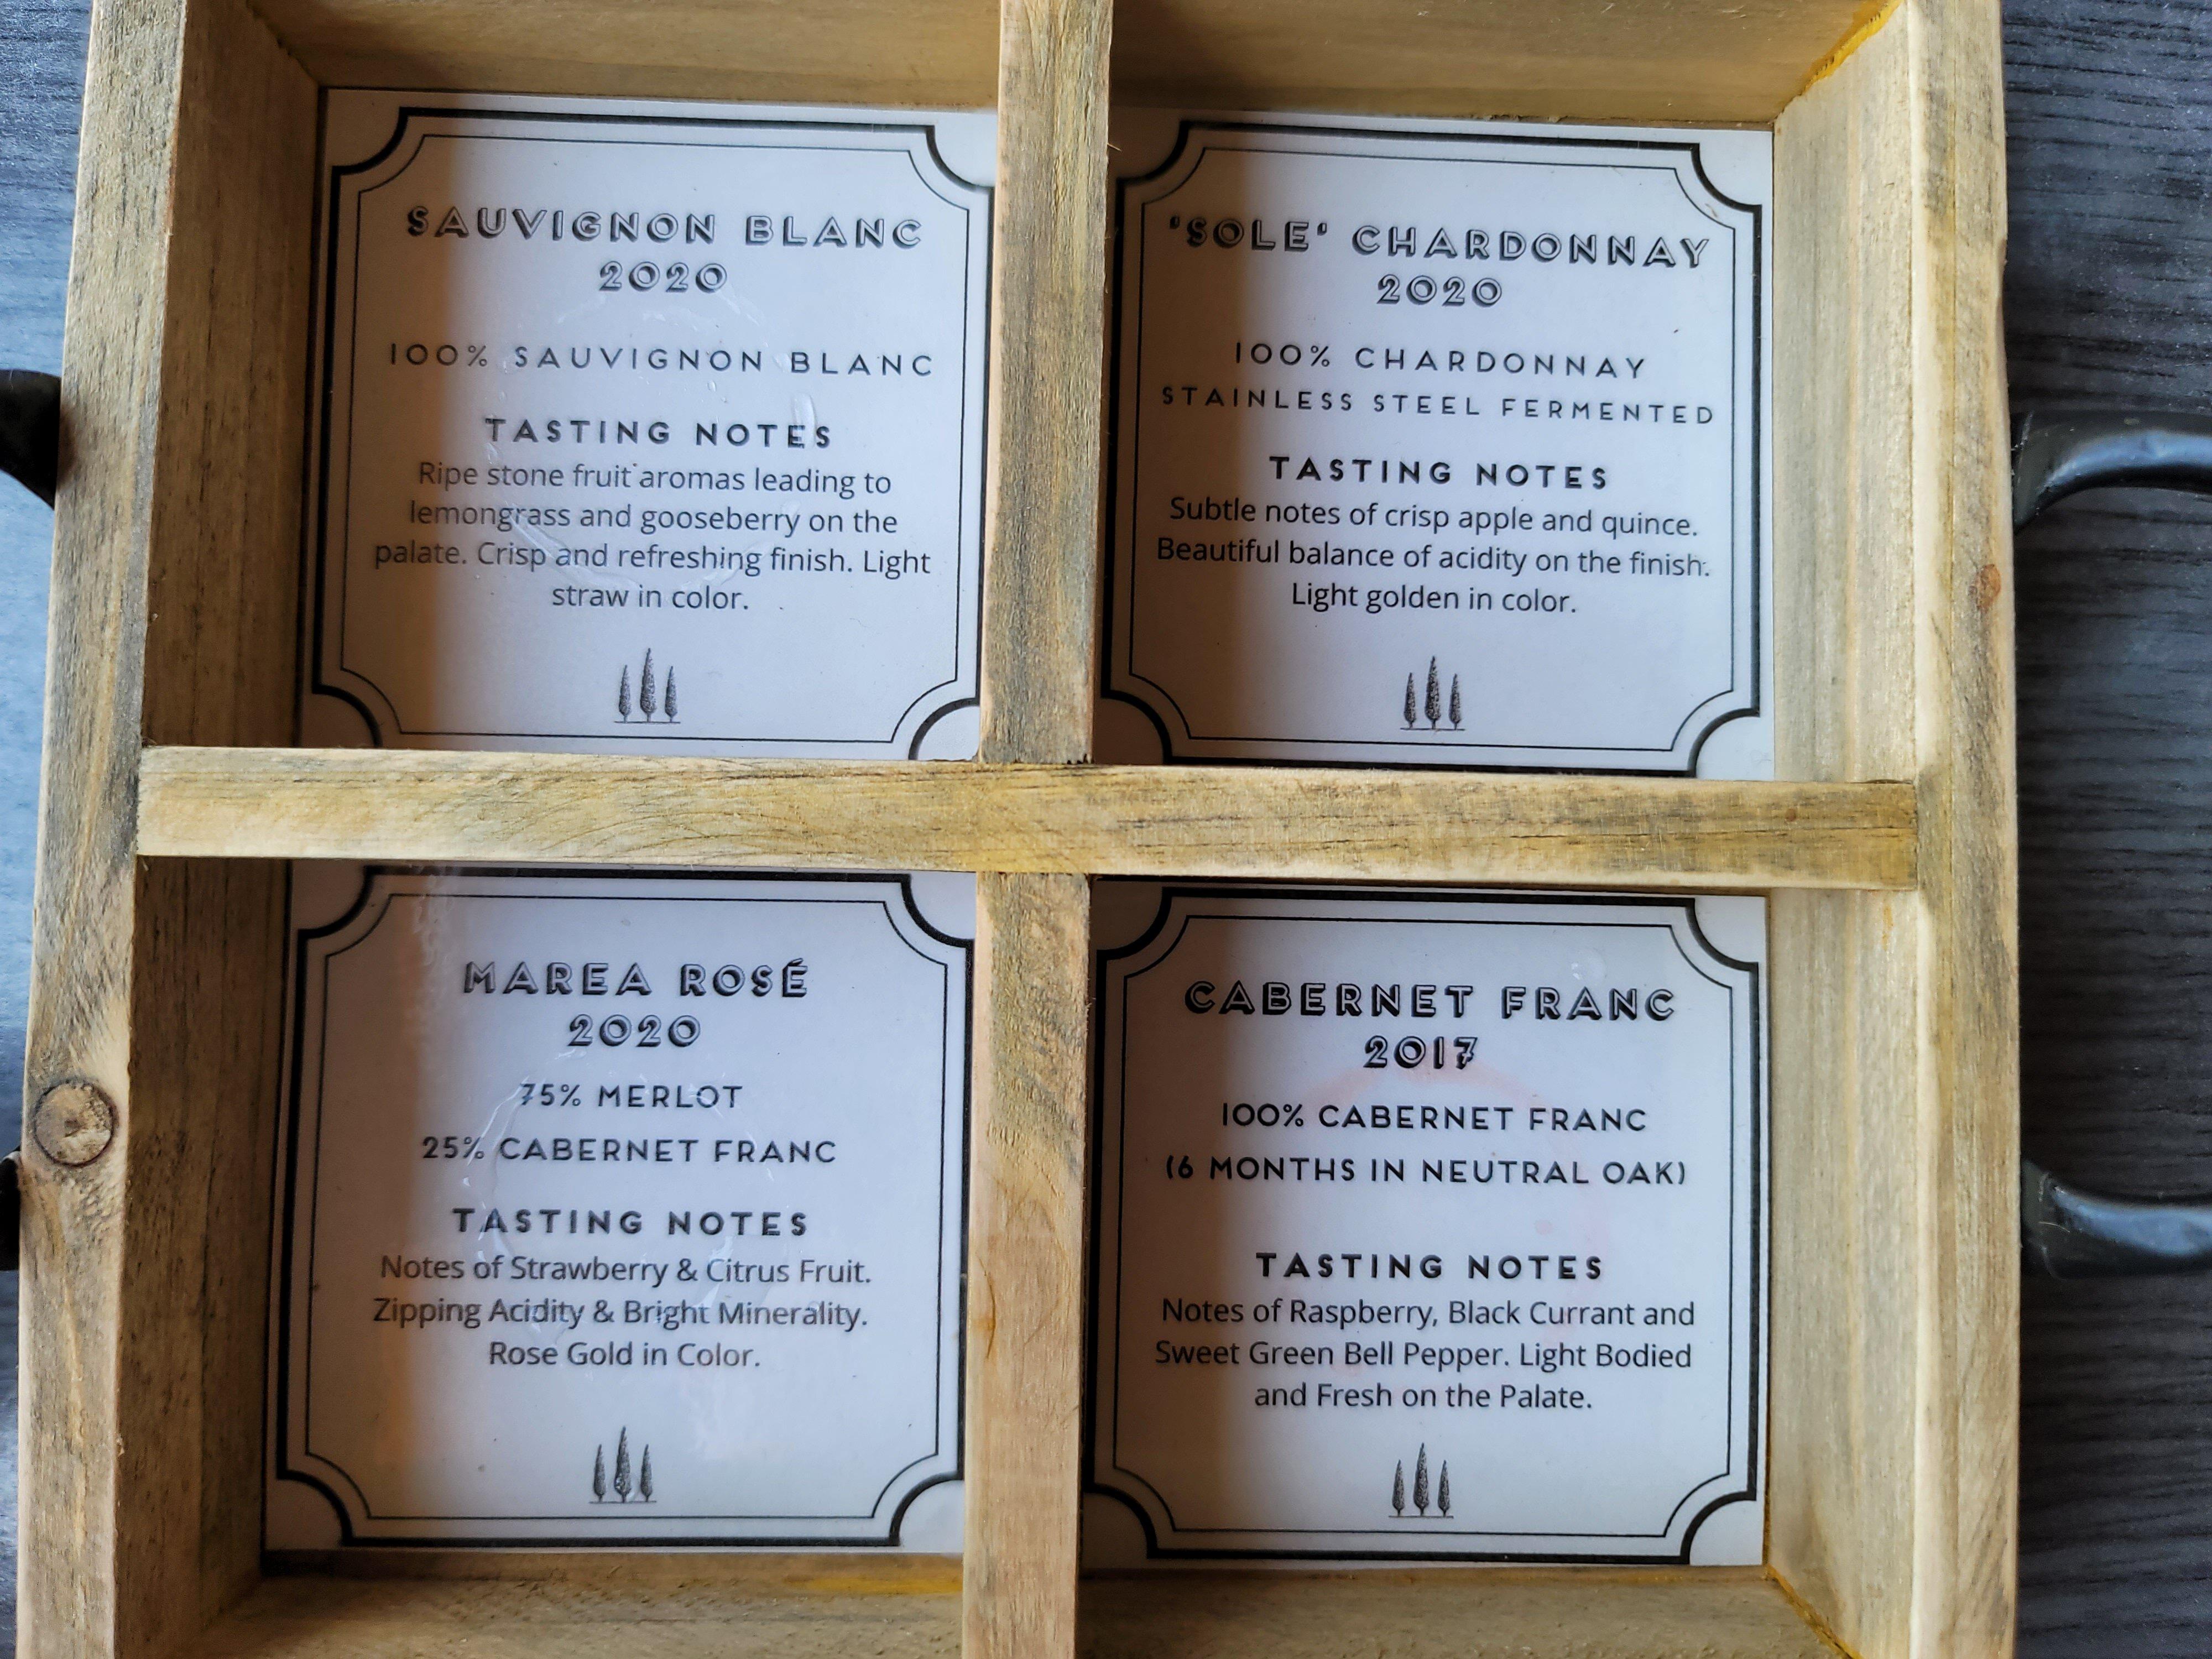 SAUVIGNON BLANC
2020
100% SAUVIGNON BLANC
TASTING NOTES
Ripe stone fruit aromas leading to
lemongrass and gooseberry on the
palate. Crisp and refreshing finish. Light
straw in color.
'SOLE' CHARDONNAY
2020
100% CHARDONNAY
STAINLESS STEEL FERMENTED
TASTING NOTES
Subtle notes of crisp apple and quince.
Beautiful balance of acidity on the finish.
Light golden in color.
MAREA ROSÉ
2020
75% MERLOT
25% CABERNET FRANC
TASTING NOTES
Notes of Strawberry & Citrus Fruit.
Zipping Acidity & Bright Minerality.
Rose Gold in Color.
CABERNET FRANC
2017
100% CABERNET FRANC
(6 MONTHS IN NEUTRAL OAK)
TASTING NOTES
Notes of Raspberry, Black Currant and
Sweet Green Bell Pepper. Light Bodied
and Fresh on the Palate.